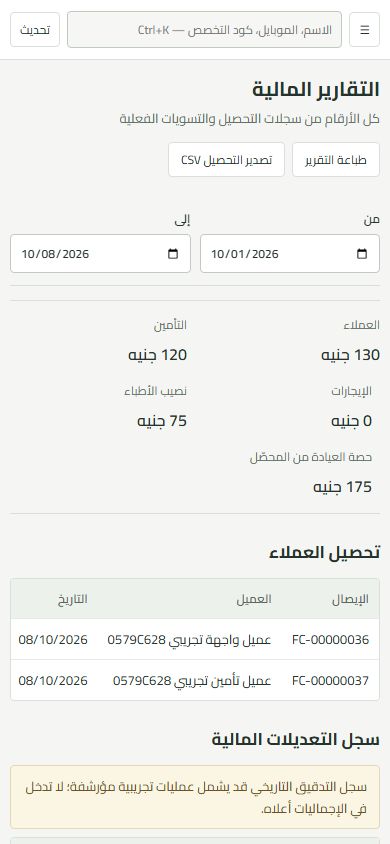 ☰
الاسم، الموبايل، كود التخصص — Ctrl+K
تحديث
التقارير المالية
كل الأرقام من سجلات التحصيل والتسويات الفعلية
طباعة التقرير
تصدير التحصيل CSV
من
إلى
10/01/2026
10/08/2026
العملاء
التأمين
130 جنيه
120 جنيه
الإيجارات
نصيب الأطباء
0 جنيه
75 جنيه
حصة العيادة من المحصّل
175 جنيه
تحصيل العملاء
الإيصال العميل التاريخ
FC-00000036 عميل واجهة تجريبي 0579C628 08/10/2026
FC-00000037 عميل تأمين تجريبي 0579C628 08/10/2026
سجل التعديلات المالية
سجل التدقيق التاريخي قد يشمل عمليات تجريبية مؤرشفة؛ لا تدخل
في الإجماليات أعلاه.